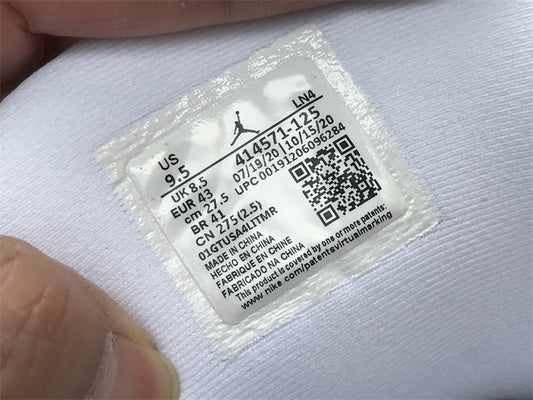 US
9.5
LN4
UK 8.5
414571-125
EUR 43
07/19/20 | 10/15/20
cm 27.5
UPC 00191206096284
BR 41
CN 275(2.5)
01GTUSA4LITMR
MADE IN CHINA
HECHO EN CHINA
FABRIQUE EN CHINE
FABRICADO NA CHINA
This product is covered by one or more patents:
www.nike.com/patentsvirtualmarking